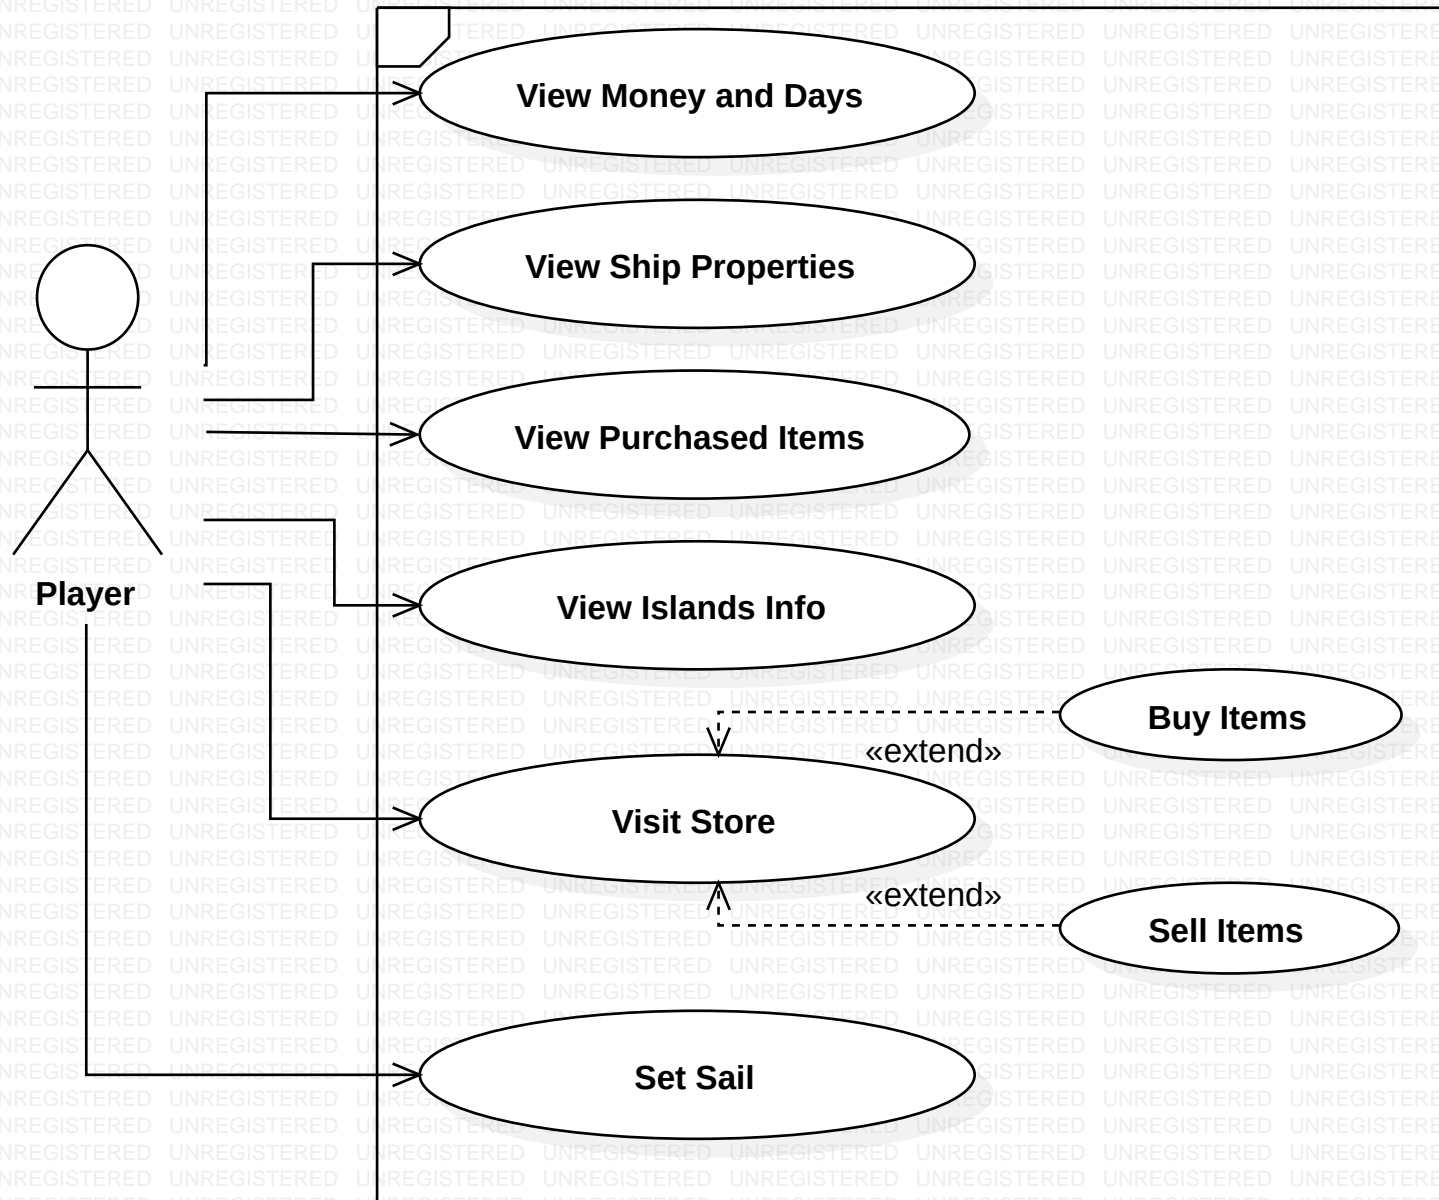 View Money and Days
View Ship Properties
View Purchased Items
Player
View Islands Info
Buy Items
«extend»
Visit Store
«extend»
Sell Items
Set Sail
UNREGISTERED